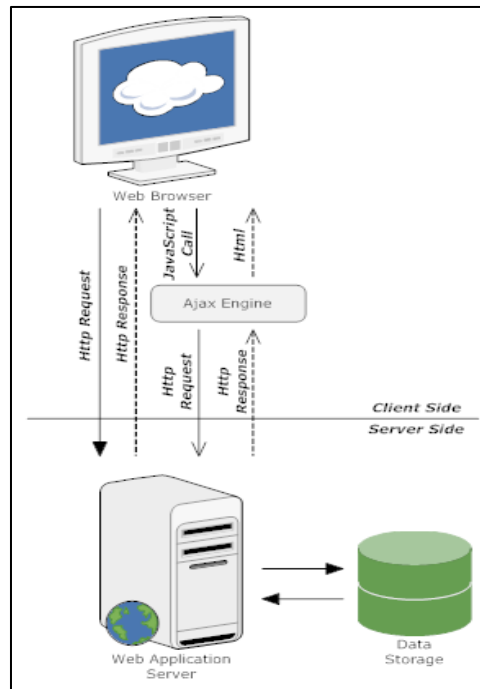 Web Browser
Http Request
Http Response
JavaScript
Call
Html
Ajax Engine
Http
Request
Http
Response
Client Side
Server Side
Web Application
Server
Data
Storage